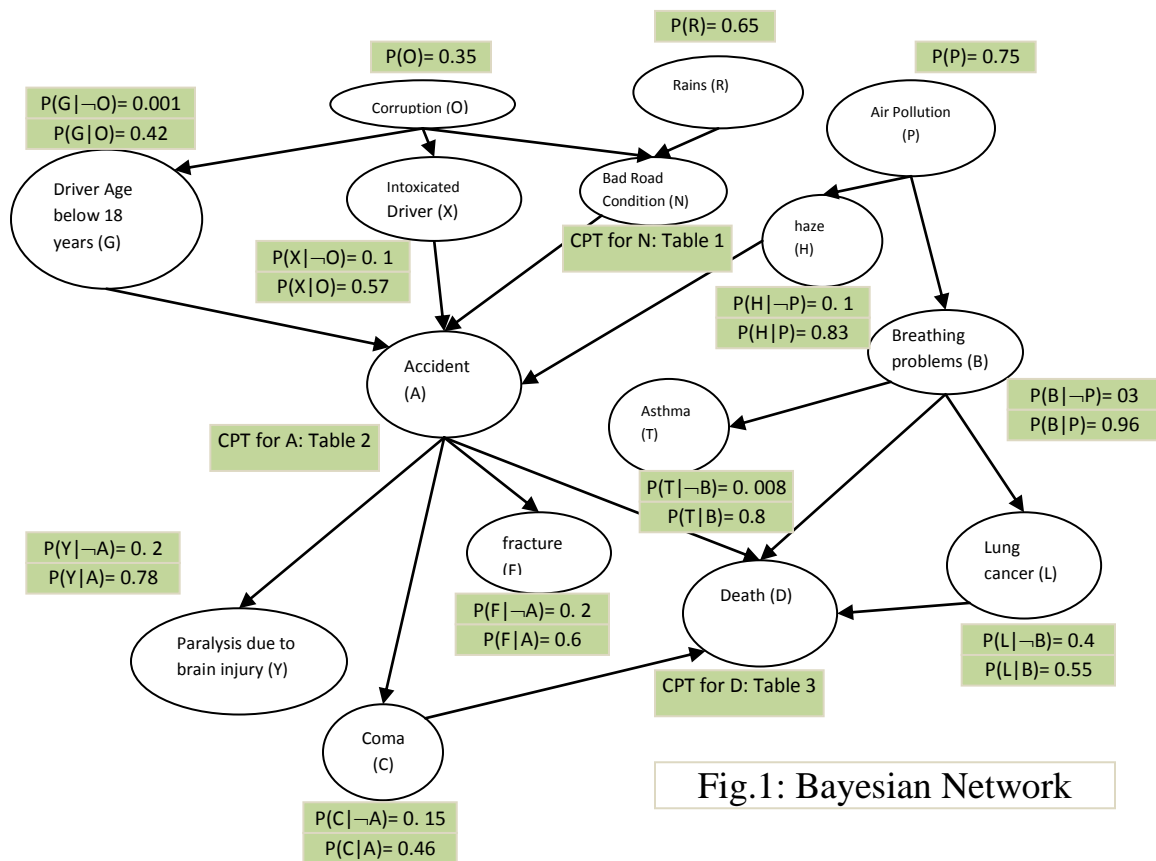 P(R)= 0.65
P(O)= 0.35
P(P)= 0.75
Rains (R)
P(G|¬O)= 0.001
P(G|O)= 0.42
Corruption (O)
Air Pollution
(P)
Driver Age
below 18
years (G)
Intoxicated
Driver (X)
Bad Road
Condition (N)
haze
(H)
CPT for N: Table 1
P(X|¬O)= 0. 1
P(X|O)= 0.57
P(H|¬P)= 0. 1
P(H|P)= 0.83
Breathing
problems (B)
Accident
(A)
P(B|¬P)= 03
P(B|P)= 0.96
Asthma
(T)
CPT for A: Table 2
P(T|¬B)= 0. 008
P(T|B)= 0.8
P(Y|¬A)= 0. 2
P(Y|A)= 0.78
fracture
(F)
Lung
cancer (L)
Death (D)
P(F|¬A)= 0. 2
P(F|A)= 0.6
P(L|¬B)= 0.4
P(L|B)= 0.55
Paralysis due to
brain injury (Y)
CPT for D: Table 3
Coma
(C)
Fig.1: Bayesian Network
P(C|¬A)= 0. 15
P(C|A)= 0.46